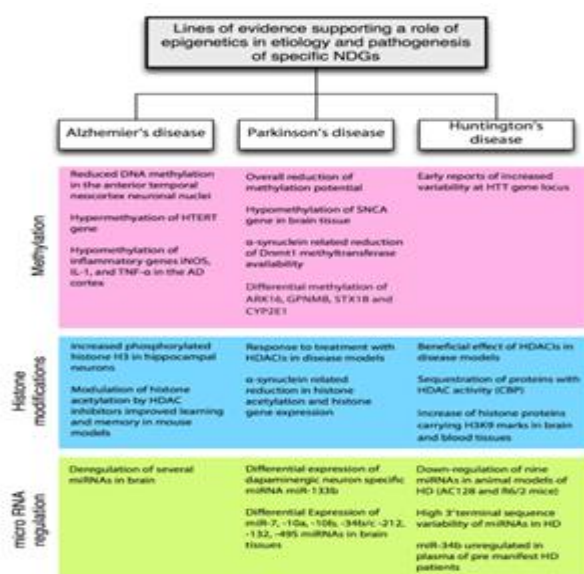 Lines of evidence supporting a role of
epigenetics in etiology and pathogenesis
of specific NDGs
Alzhemier's disease
Parkinson's disease
Huntington's
disease
Methylation
Reduced DNA methylation
in the anterior temporal
neocortex neuronal nuclei
Hypermethyation of HTERT
gene
Hypomethylation of
inflammatory genes iNOS,
IL-1, and TNF-α in the AD
cortex
Overall reduction of
methylation potential
Hypomethylation of SNCA
gene in brain tissue
α-synuclein related reduction
of Dnmt1 methyltransferase
availability
Differential methylation of
ARK16, GPNMB, STX1B and
CYP2E1
Early reports of increased
variability at HTT gene locus
Histone
modifications
Increased phosphorylated
histone H3 in hippocampal
neurons
Modulation of histone
acetylation by HDAC
inhibitors improved learning
and memory in mouse
models
Response to treatment with
HDACIs in disease models
α-synuclein related
reduction in histone
acetylation and histone
gene expression
Beneficial effect of HDACIs in
disease models
Sequestration of proteins with
HDAC activity (CBP)
Increase of histone proteins
carrying H3K9 marks in brain
and blood tissues
micro RNA
regulation
Deregulation of several
miRNAs in brain
Differential expression of
dapaminergic neuron specific
miRNA miR-133b
Differential Expression of
miR-7, -10a, -34b/c -212,
-132, -495 miRNAs in brain
tissues
Down-regulation of nine
miRNAs in animal models of
HD (AC128 and R6/2 mice)
High 3'terminal sequence
variability of miRNAs in HD
miR-34b unregulated in
plasma of pre manifest HD
patients